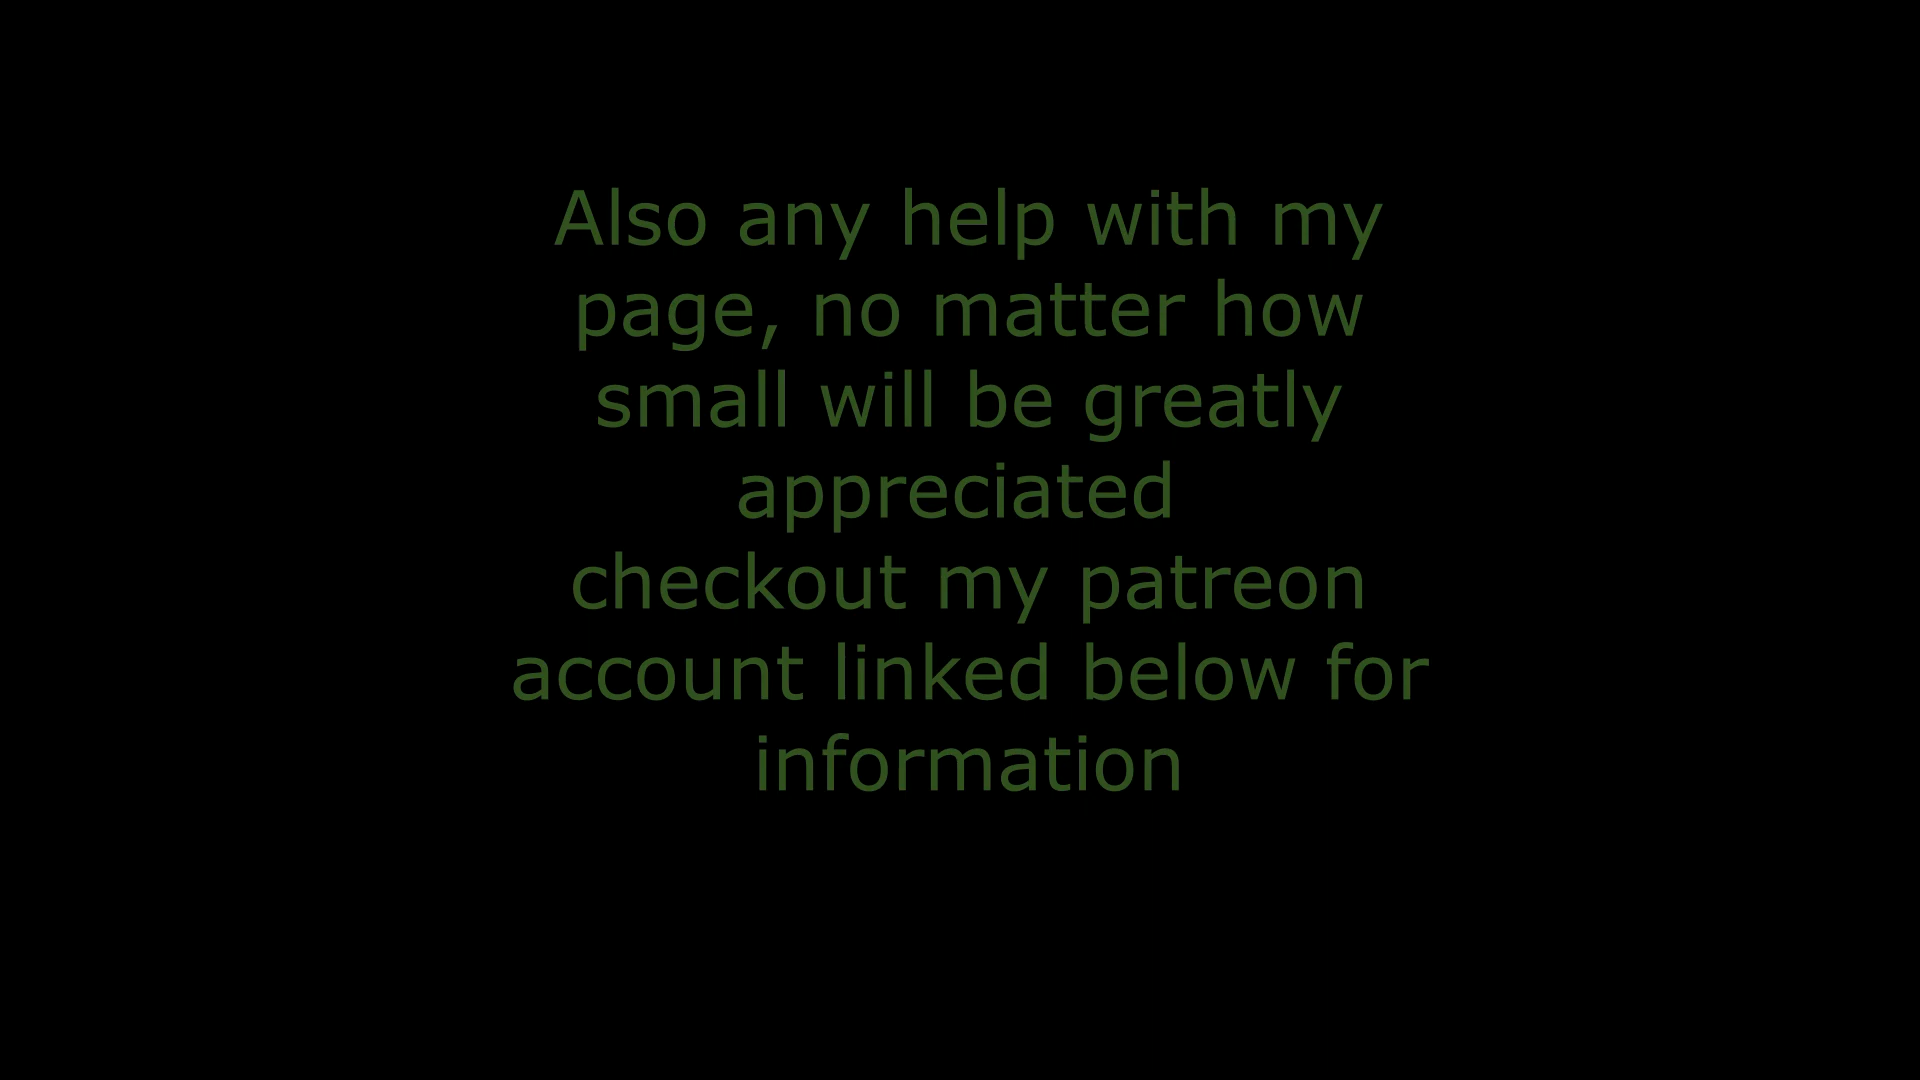 Also any help with my
page, no matter how
small will be greatly
appreciated
checkout my patreon
account linked below for
information